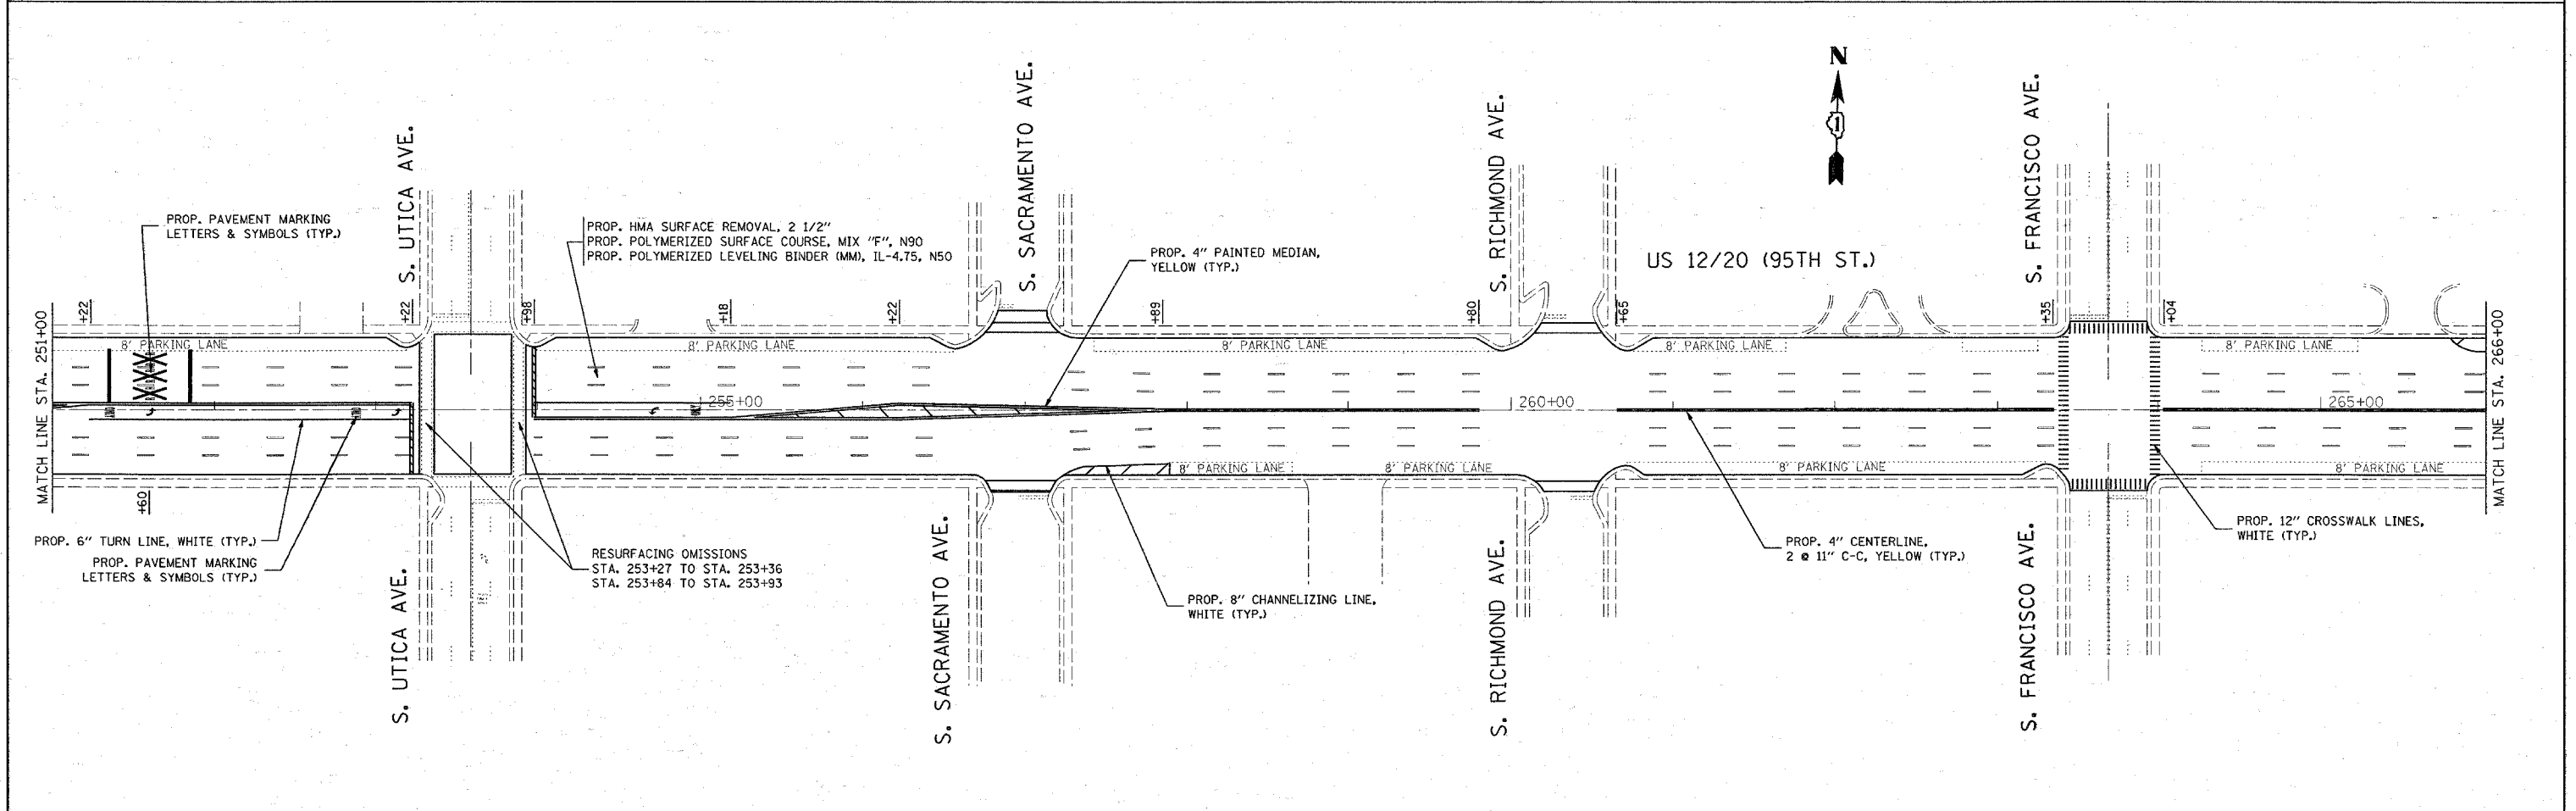 N
S. UTICA AVE.
S. SACRAMENTO AVE.
S. RICHMOND AVE.
S. FRANCISCO AVE.
PROP. PAVEMENT MARKING
LETTERS & SYMBOLS (TYP.)
PROP. HMA SURFACE REMOVAL, 2 1/2"
PROP. POLYMERIZED SURFACE COURSE, MIX "F", N90
PROP. POLYMERIZED LEVELING BINDER (MM), IL-4.75, N50
PROP. 4" PAINTED MEDIAN,
YELLOW (TYP.)
US 12/20 (95TH ST.)
MATCH LINE STA. 251+00
+22
+22
+98
+18
+22
+89
+80
+65
+35
+04
MATCH LINE STA. 266+00
8' PARKING LANE
8' PARKING LANE
8' PARKING LANE
8' PARKING LANE
8' PARKING LANE
255+00
260+00
265+00
8' PARKING LANE
8' PARKING LANE
8' PARKING LANE
8' PARKING LANE
+60
PROP. 6" TURN LINE, WHITE (TYP.)
PROP. PAVEMENT MARKING
LETTERS & SYMBOLS (TYP.)
RESURFACING OMISSIONS
STA. 253+27 TO STA. 253+36
STA. 253+84 TO STA. 253+93
PROP. 8" CHANNELIZING LINE,
WHITE (TYP.)
PROP. 4" CENTERLINE,
2 @ 11" C-C, YELLOW (TYP.)
PROP. 12" CROSSWALK LINES,
WHITE (TYP.)
S. UTICA AVE.
S. SACRAMENTO AVE.
S. RICHMOND AVE.
S. FRANCISCO AVE.